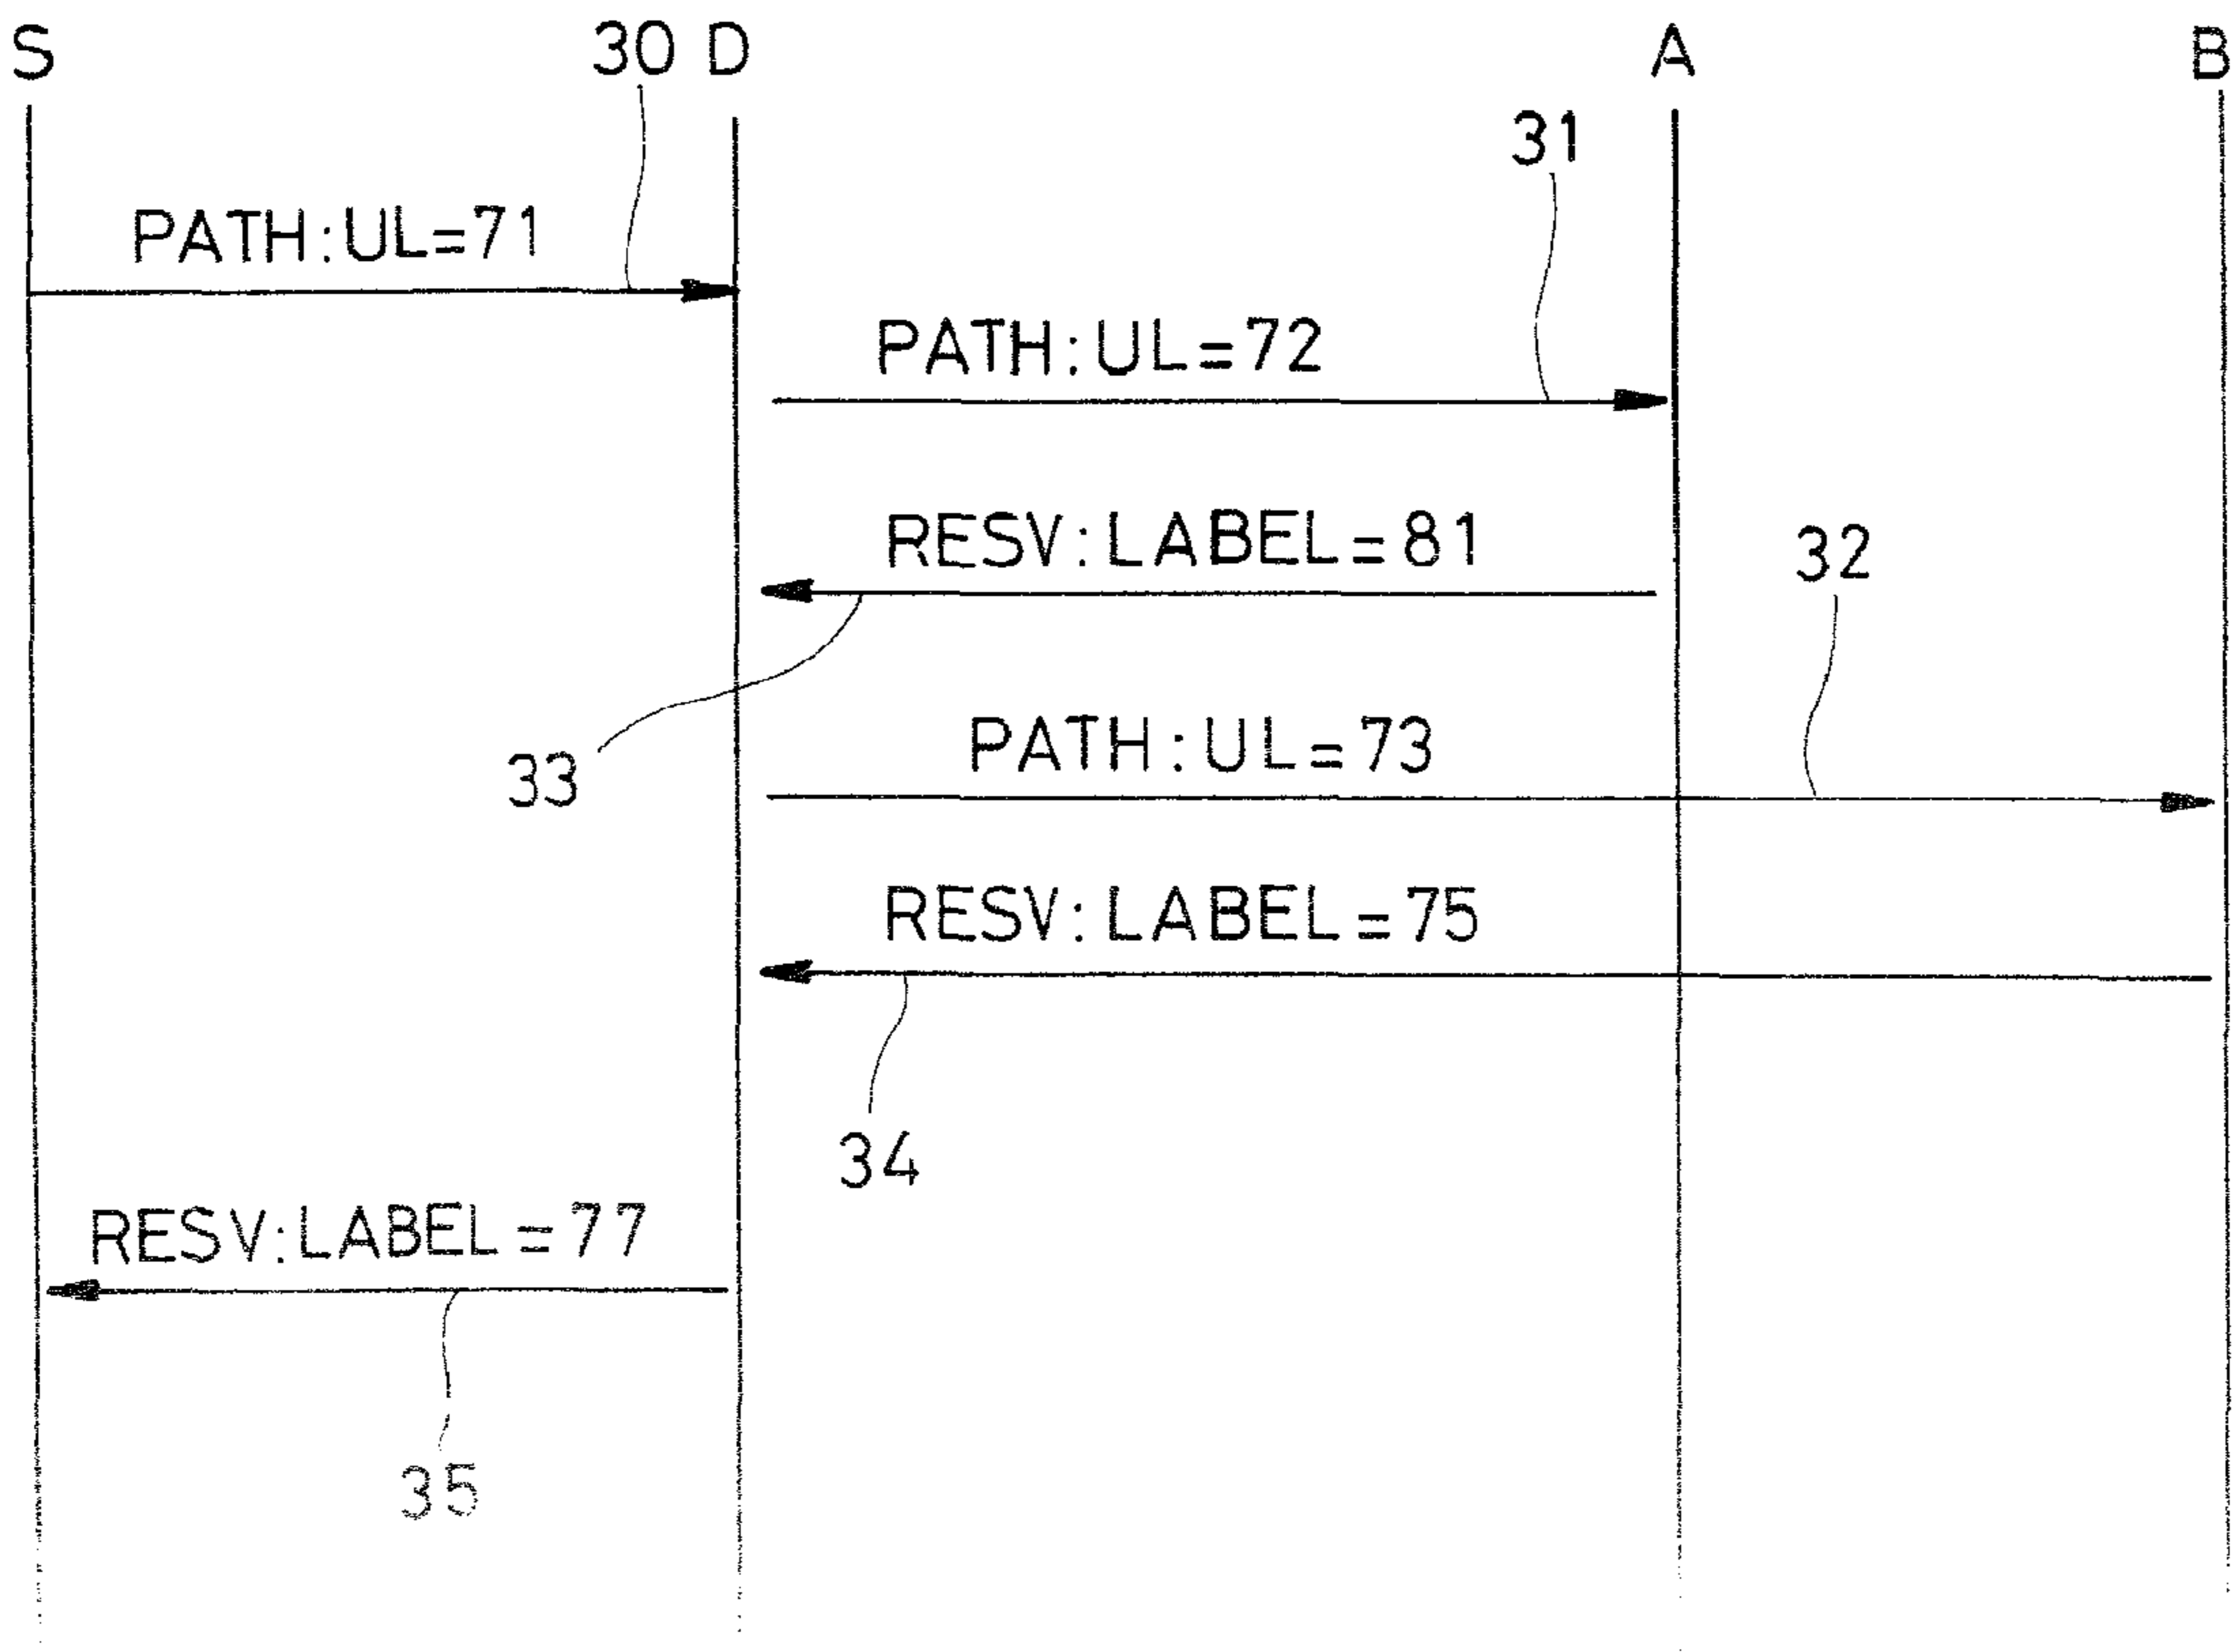 S
30
D
A
B
31
PATH:UL=71
PATH:UL=72
RESV:LABEL=81
32
PATH:UL=73
33
RESV:LABEL=75
34
RESV:LABEL=77
35